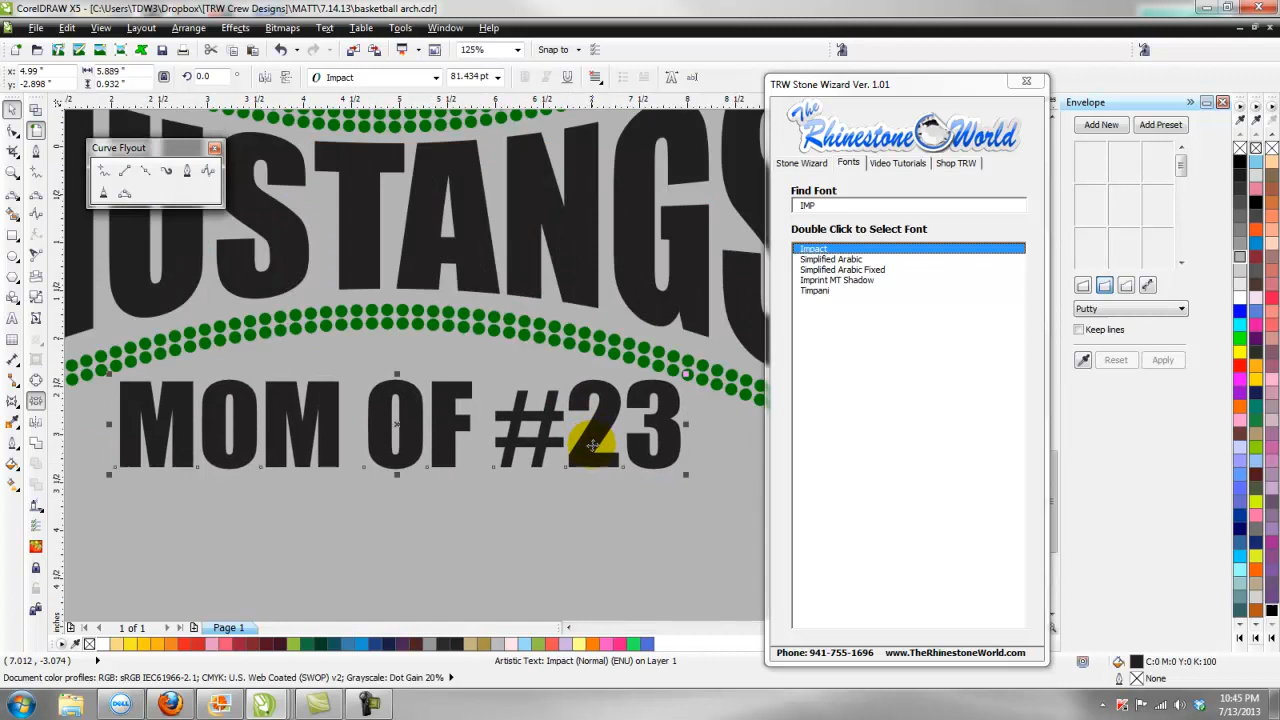 CorelDRAW X5 - [C:\Users\TDW3\Dropbox\[TRW Crew Designs]\MATT\7.14.13\basketball arch.cdr]
File Edit View Layout Arrange Effects Bitmaps Text Table Tools Window Help
125% Snap to
x: 4.99 " 5.889 " 0.0 ° Impact 81.434 pt
y: -2.898 " 0.932 "
Curve Flyout
MUSTANGS
MOM OF #23
TRW Stone Wizard Ver. 1.01
The Rhinestone World
Stone Wizard Fonts Video Tutorials Shop TRW
Find Font
IMP
Double Click to Select Font
Impact
Simplified Arabic
Simplified Arabic Fixed
Imprint MT Shadow
Timpani
Phone: 941-755-1696 www.TheRhinestoneWorld.com
Envelope
Add New Add Preset
Putty
Keep lines
Reset Apply
1 of 1 Page 1
(7.012, -3.074) Artistic Text: Impact (Normal) (ENU) on Layer 1 C:0 M:0 Y:0 K:100
Document color profiles: RGB: sRGB IEC61966-2.1; CMYK: U.S. Web Coated (SWOP) v2; Grayscale: Dot Gain 20% None
10:45 PM
7/13/2013